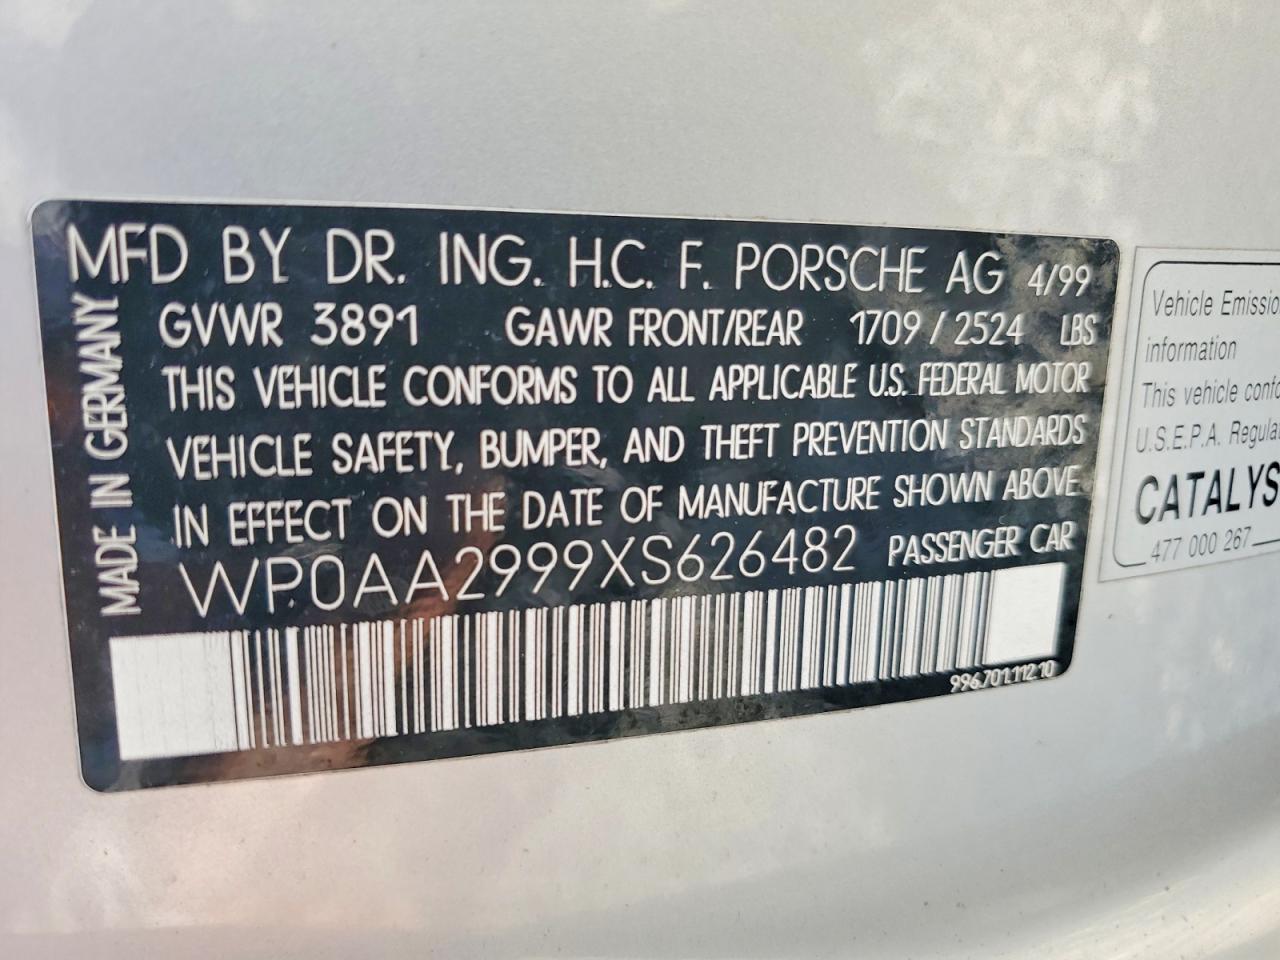 MFD BY DR. ING. H.C. F. PORSCHE AG 4/99
GVWR 3891 GAWR FRONT/REAR 1709 / 2524 LBS
THIS VEHICLE CONFORMS TO ALL APPLICABLE U.S. FEDERAL MOTOR
VEHICLE SAFETY, BUMPER, AND THEFT PREVENTION STANDARDS
IN EFFECT ON THE DATE OF MANUFACTURE SHOWN ABOVE
WP0AA2999XS626482 PASSENGER CAR
996.701.112.10
MADE IN GERMANY
Vehicle Emission
information
This vehicle
U.S.E.P.A.
477 000 267